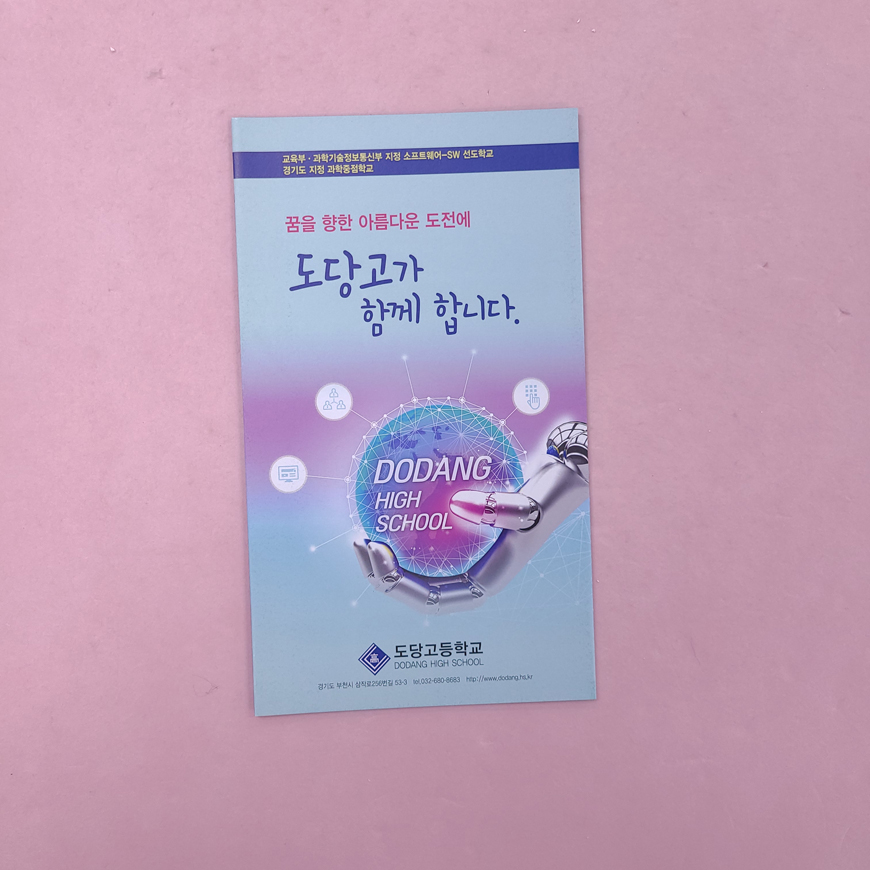 교육부 · 과학기술정보통신부 지정 소프트웨어-SW 선도학교
경기도 지정 과학중점학교
꿈을 향한 아름다운 도전에
도당고가
함께 합니다.
DODANG
HIGH
SCHOOL
도당고등학교
DODANG HIGH SCHOOL
경기도 부천시 삼작로256번길 53-3 tel.032-680-8683 http://www.dodang.hs.kr